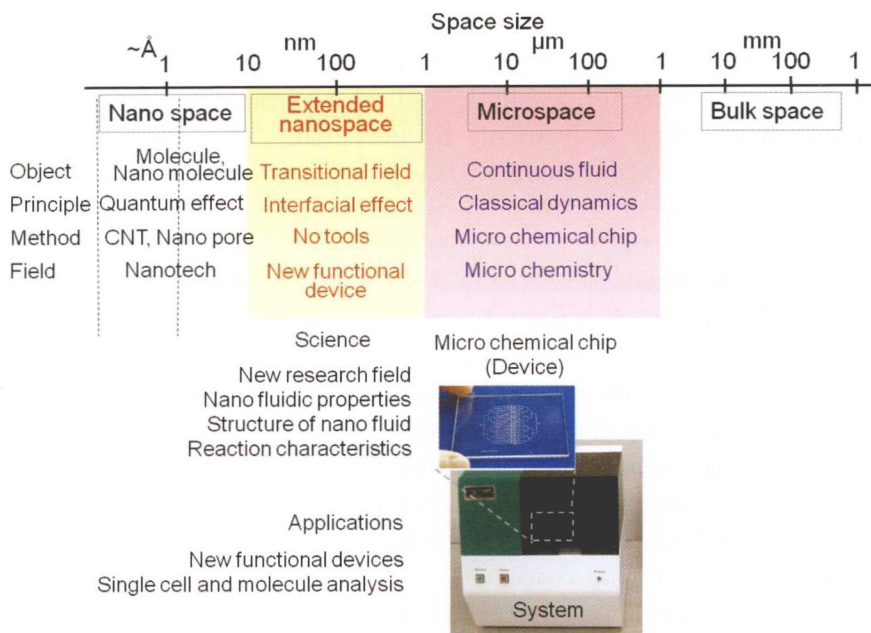 Space size
~Å nm µm mm
1 10 100 1 10 100 1 10 100 1
Nano space Extended nanospace Microspace Bulk space
Object Molecule, Nano molecule Transitional field Continuous fluid
Principle Quantum effect Interfacial effect Classical dynamics
Method CNT, Nano pore No tools Micro chemical chip
Field Nanotech New functional device Micro chemistry
Science
New research field
Nano fluidic properties
Structure of nano fluid
Reaction characteristics
Applications
New functional devices
Single cell and molecule analysis
Micro chemical chip
(Device)
System